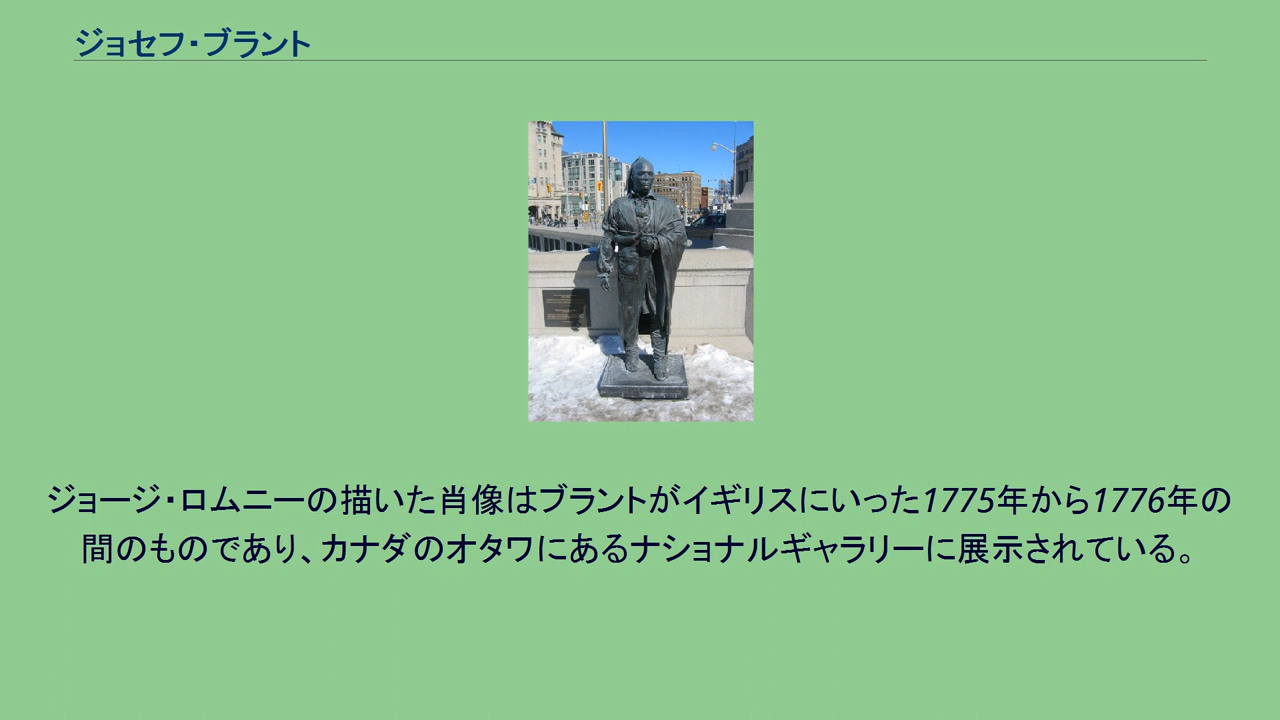 ジョセフ・ブラント
ジョージ・ロムニーの描いた肖像はブラントがイギリスにいった1775年から1776年の
間のものであり、カナダのオタワにあるナショナルギャラリーに展示されている。